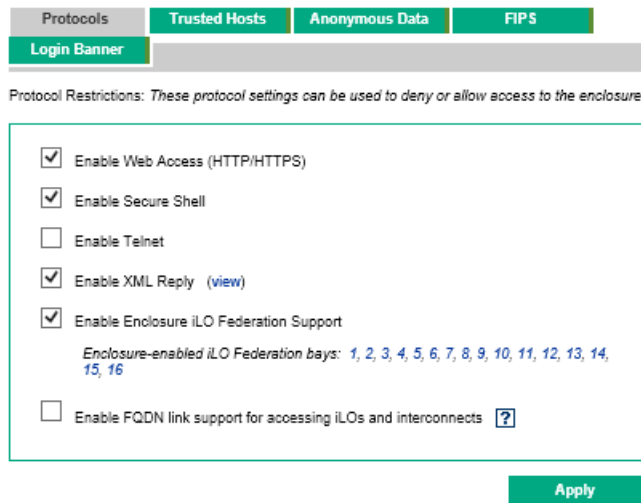 Protocols Trusted Hosts Anonymous Data FIPS
Login Banner
Protocol Restrictions: These protocol settings can be used to deny or allow access to the enclosure
Enable Web Access (HTTP/HTTPS)
Enable Secure Shell
Enable Telnet
Enable XML Reply (view)
Enable Enclosure iLO Federation Support
Enclosure-enabled iLO Federation bays: 1, 2, 3, 4, 5, 6, 7, 8, 9, 10, 11, 12, 13, 14,
15, 16
Enable FQDN link support for accessing iLOs and interconnects ?
Apply